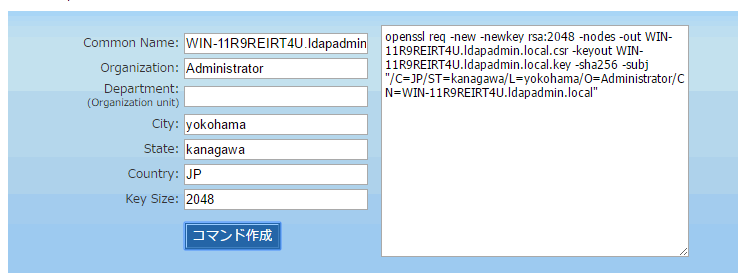 Common Name: WIN-11R9REIRT4U.ldapadmin
Organization: Administrator
Department:
(Organization unit)
City: yokohama
State: kanagawa
Country: JP
Key Size: 2048
コマンド作成
openssl req -new -newkey rsa:2048 -nodes -out WIN-
11R9REIRT4U.ldapadmin.local.csr -keyout WIN-
11R9REIRT4U.ldapadmin.local.key -sha256 -subj
"/C=JP/ST=kanagawa/L=yokohama/O=Administrator/C
N=WIN-11R9REIRT4U.ldapadmin.local"